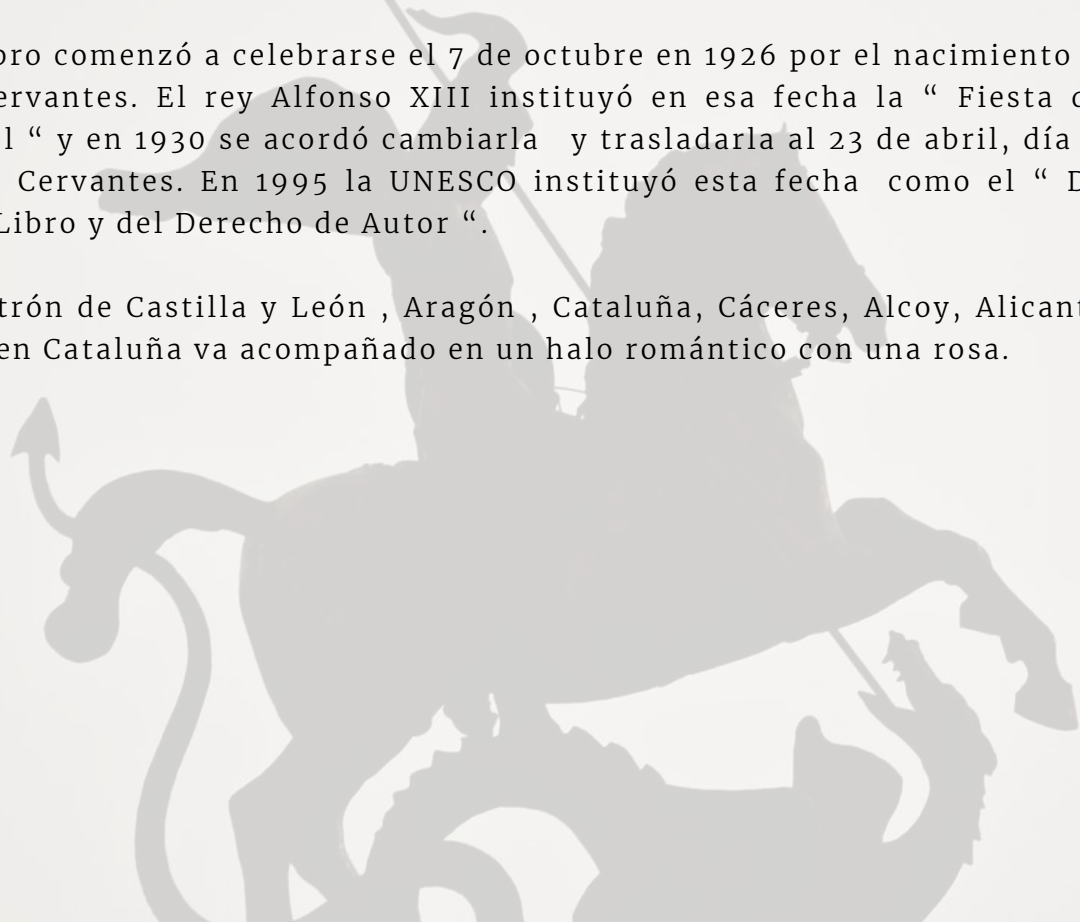 bro comenzó a celebrarse el 7 de octubre en 1926 por el nacimiento
ervantes. El rey Alfonso XIII instituyó en esa fecha la “ Fiesta
l “ y en 1930 se acordó cambiarla y trasladarla al 23 de abril, día
Cervantes. En 1995 la UNESCO instituyó esta fecha como el “ D
Libro y del Derecho de Autor “.
trón de Castilla y León , Aragón , Cataluña, Cáceres, Alcoy, Alicant
en Cataluña va acompañado en un halo romántico con una rosa.